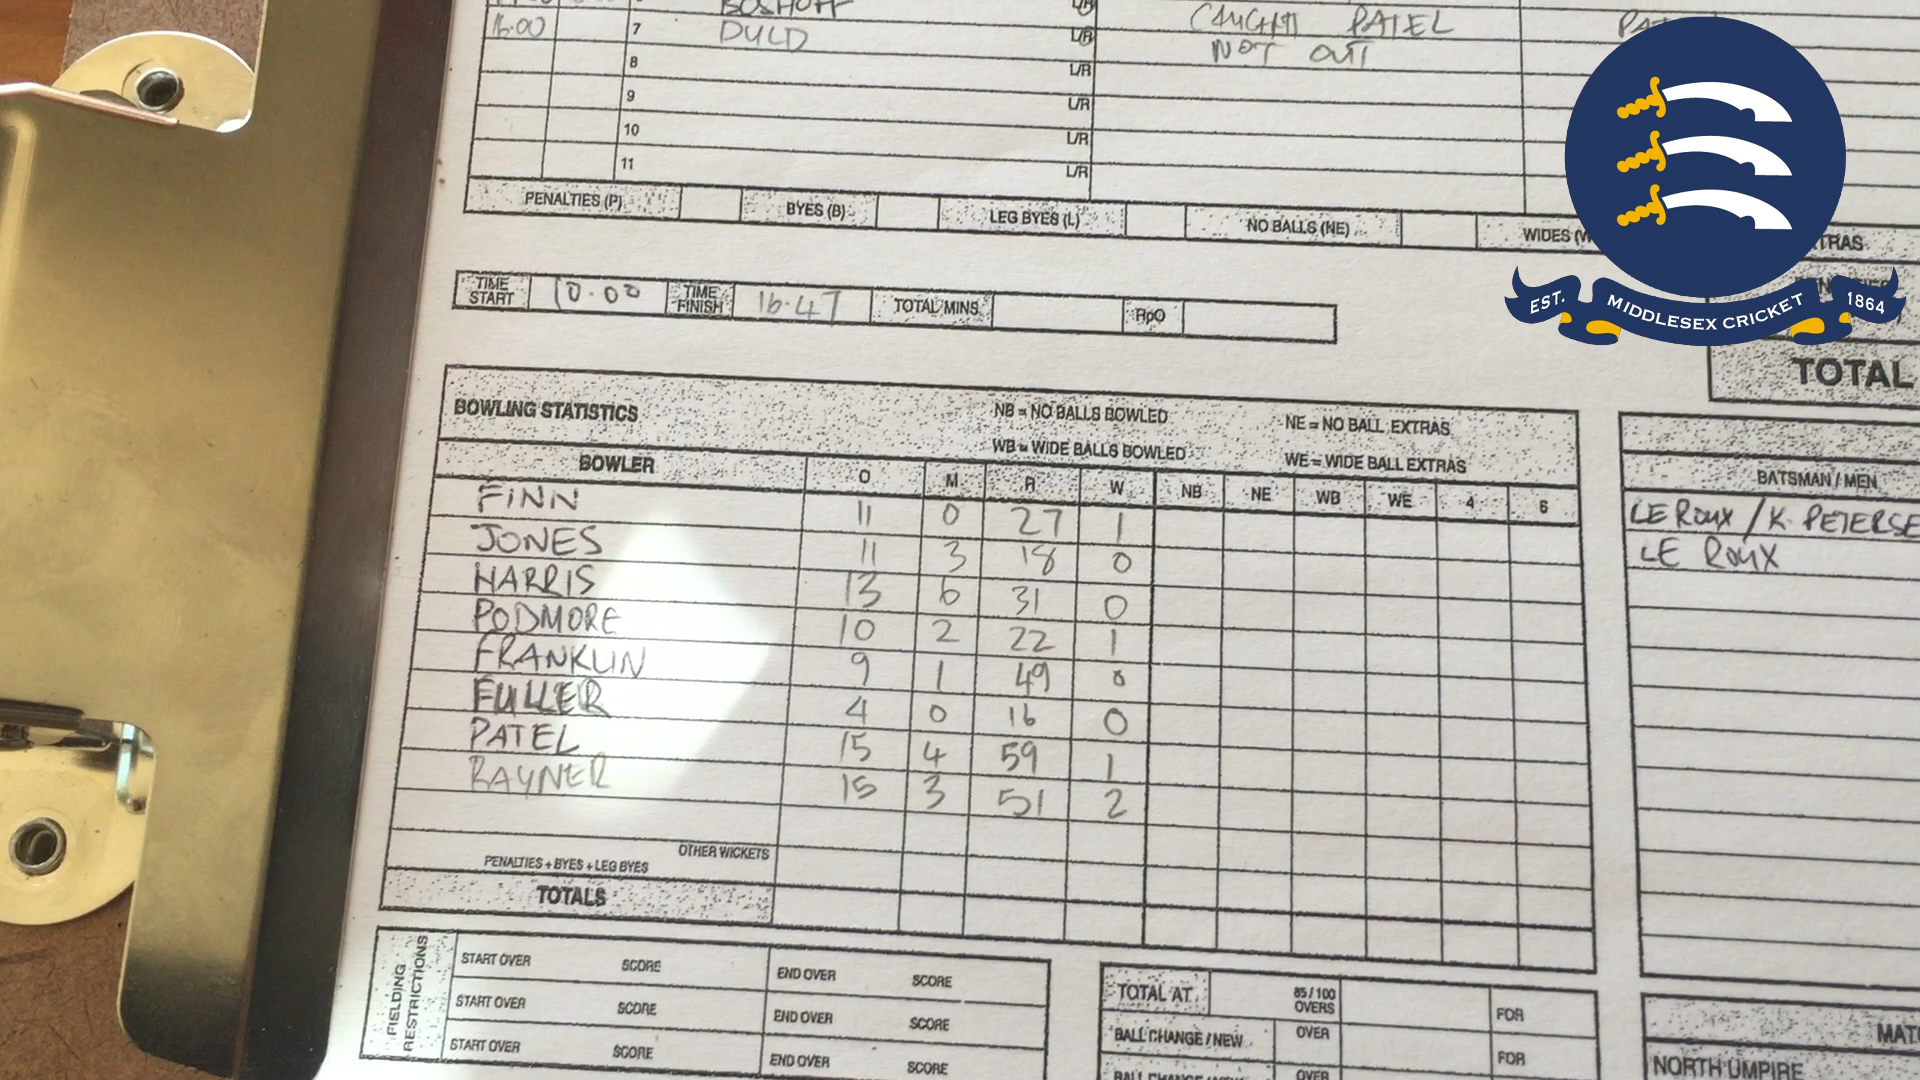 6 BOSHOFF L/R CAUGHT PATEL
16.00 7 DULD L/R NOT OUT
8 L/R
9 L/R
10 L/R
11 L/R
PENALTIES (P) BYES (B) LEG BYES (L) NO BALLS (NE) WIDES
EST. MIDDLESEX CRICKET 1864
TIME START 10.00 TIME FINISH 16.47 TOTAL MINS RpO
TOTAL
BOWLING STATISTICS NB = NO BALLS BOWLED NE = NO BALL EXTRAS
WB = WIDE BALLS BOWLED WE = WIDE BALL EXTRAS
BOWLER O M R W NB NE WB WE 4 6
FINN 11 0 27 1
JONES 11 3 18 0
HARRIS 13 6 31 0
PODMORE 10 2 22 1
FRANKLIN 9 1 49 0
FULLER 4 0 16 0
PATEL 15 4 59 1
RAYNER 15 3 51 2
OTHER WICKETS
PENALTIES + BYES + LEG BYES
TOTALS
BATSMAN / MEN
LE ROUX / K. PETERSE
LE ROUX
FIELDING RESTRICTIONS
START OVER SCORE END OVER SCORE
START OVER SCORE END OVER SCORE
START OVER SCORE END OVER SCORE
TOTAL AT 85 / 100 OVERS FOR
BALL CHANGE / NEW OVER FOR
OVER
NORTH UMPIRE